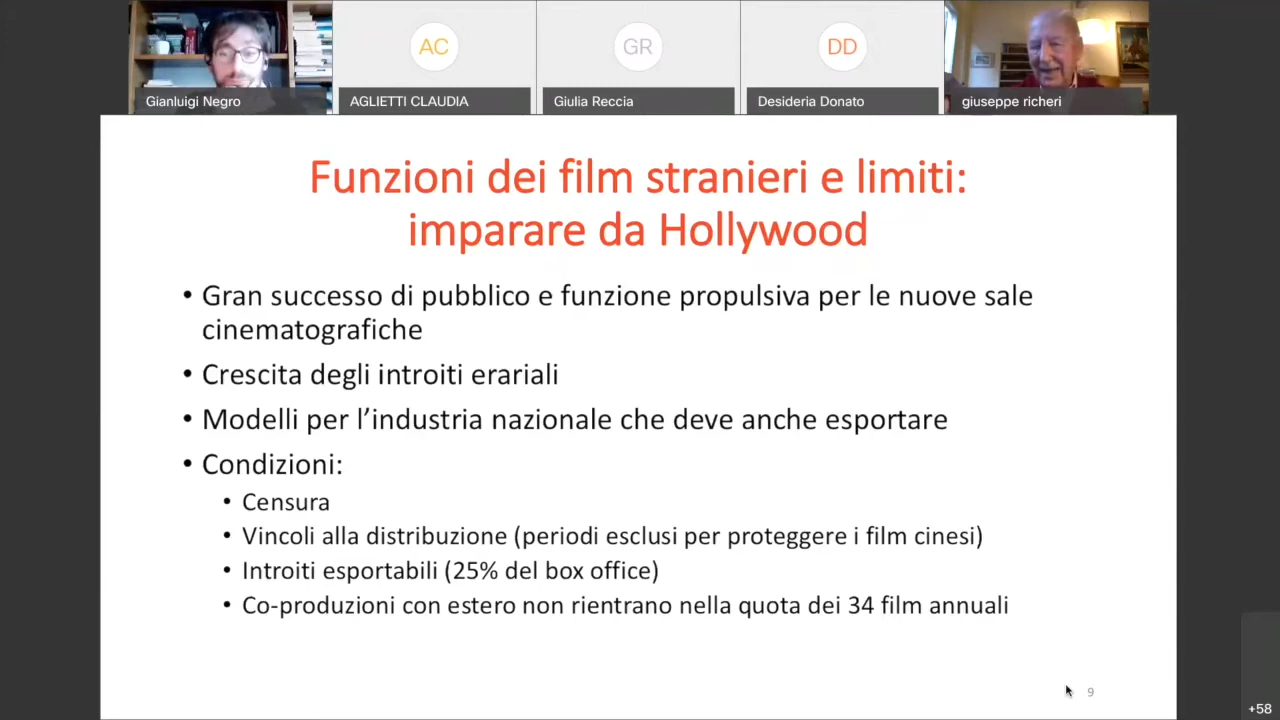 AC
GR
DD
Gianluigi Negro
AGLIETTI CLAUDIA
Giulia Reccia
Desideria Donato
giuseppe richeri
Funzioni dei film stranieri e limiti:
imparare da Hollywood
• Gran successo di pubblico e funzione propulsiva per le nuove sale
cinematografiche
• Crescita degli introiti erariali
• Modelli per l’industria nazionale che deve anche esportare
• Condizioni:
• Censura
• Vincoli alla distribuzione (periodi esclusi per proteggere i film cinesi)
• Introiti esportabili (25% del box office)
• Co-produzioni con estero non rientrano nella quota dei 34 film annuali
9
+58